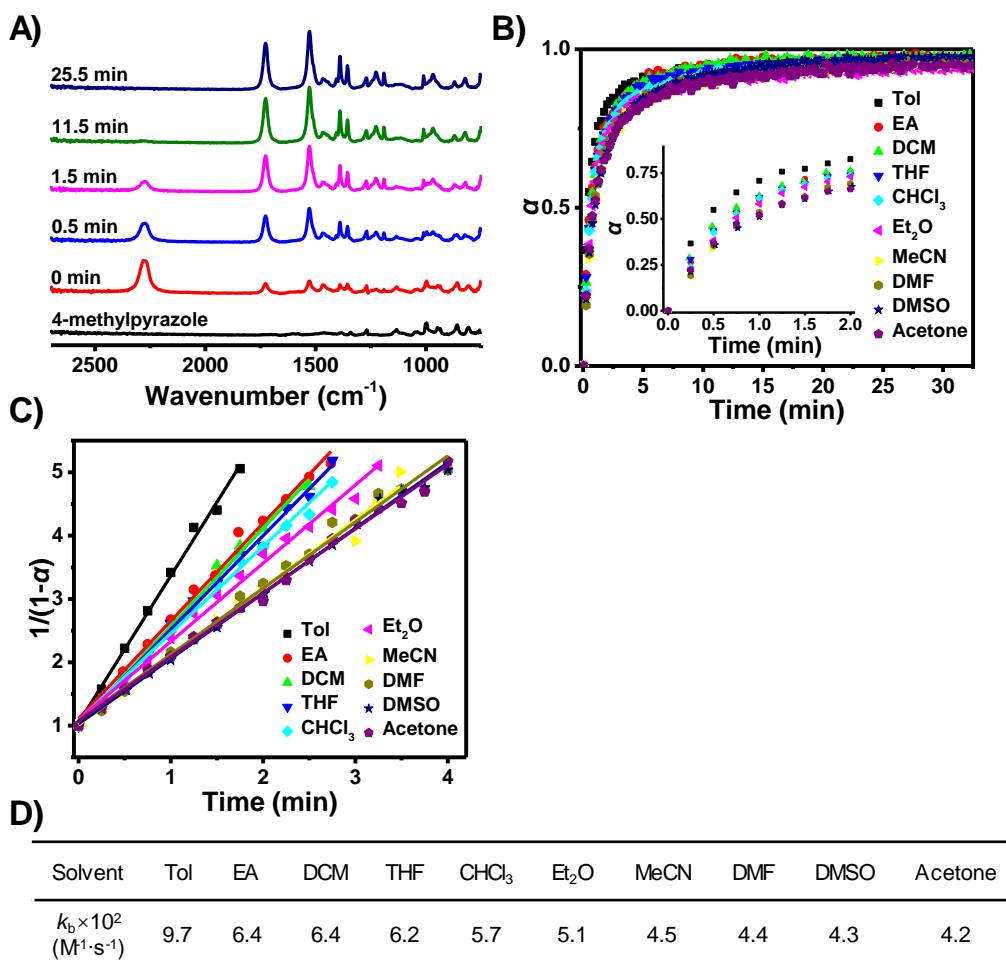 A)
25.5 min
11.5 min
1.5 min
0.5 min
0 min
4-methylpyrazole
2500 2000 1500 1000
Wavenumber (cm⁻¹)
B)
1.0
0.5
0.0
α
Tol
EA
DCM
THF
CHCl₃
Et₂O
MeCN
DMF
DMSO
Acetone
0.75
0.50
0.25
0.00
α
0.0 0.5 1.0 1.5 2.0
Time (min)
0 5 10 15 20 25 30
Time (min)
C)
5
4
3
2
1
1/(1-α)
Tol Et₂O
EA MeCN
DCM DMF
THF DMSO
CHCl₃ Acetone
0 1 2 3 4
Time (min)
D)
Solvent Tol EA DCM THF CHCl₃ Et₂O MeCN DMF DMSO Acetone
k_b×10² 9.7 6.4 6.4 6.2 5.7 5.1 4.5 4.4 4.3 4.2
(M⁻¹·s⁻¹)